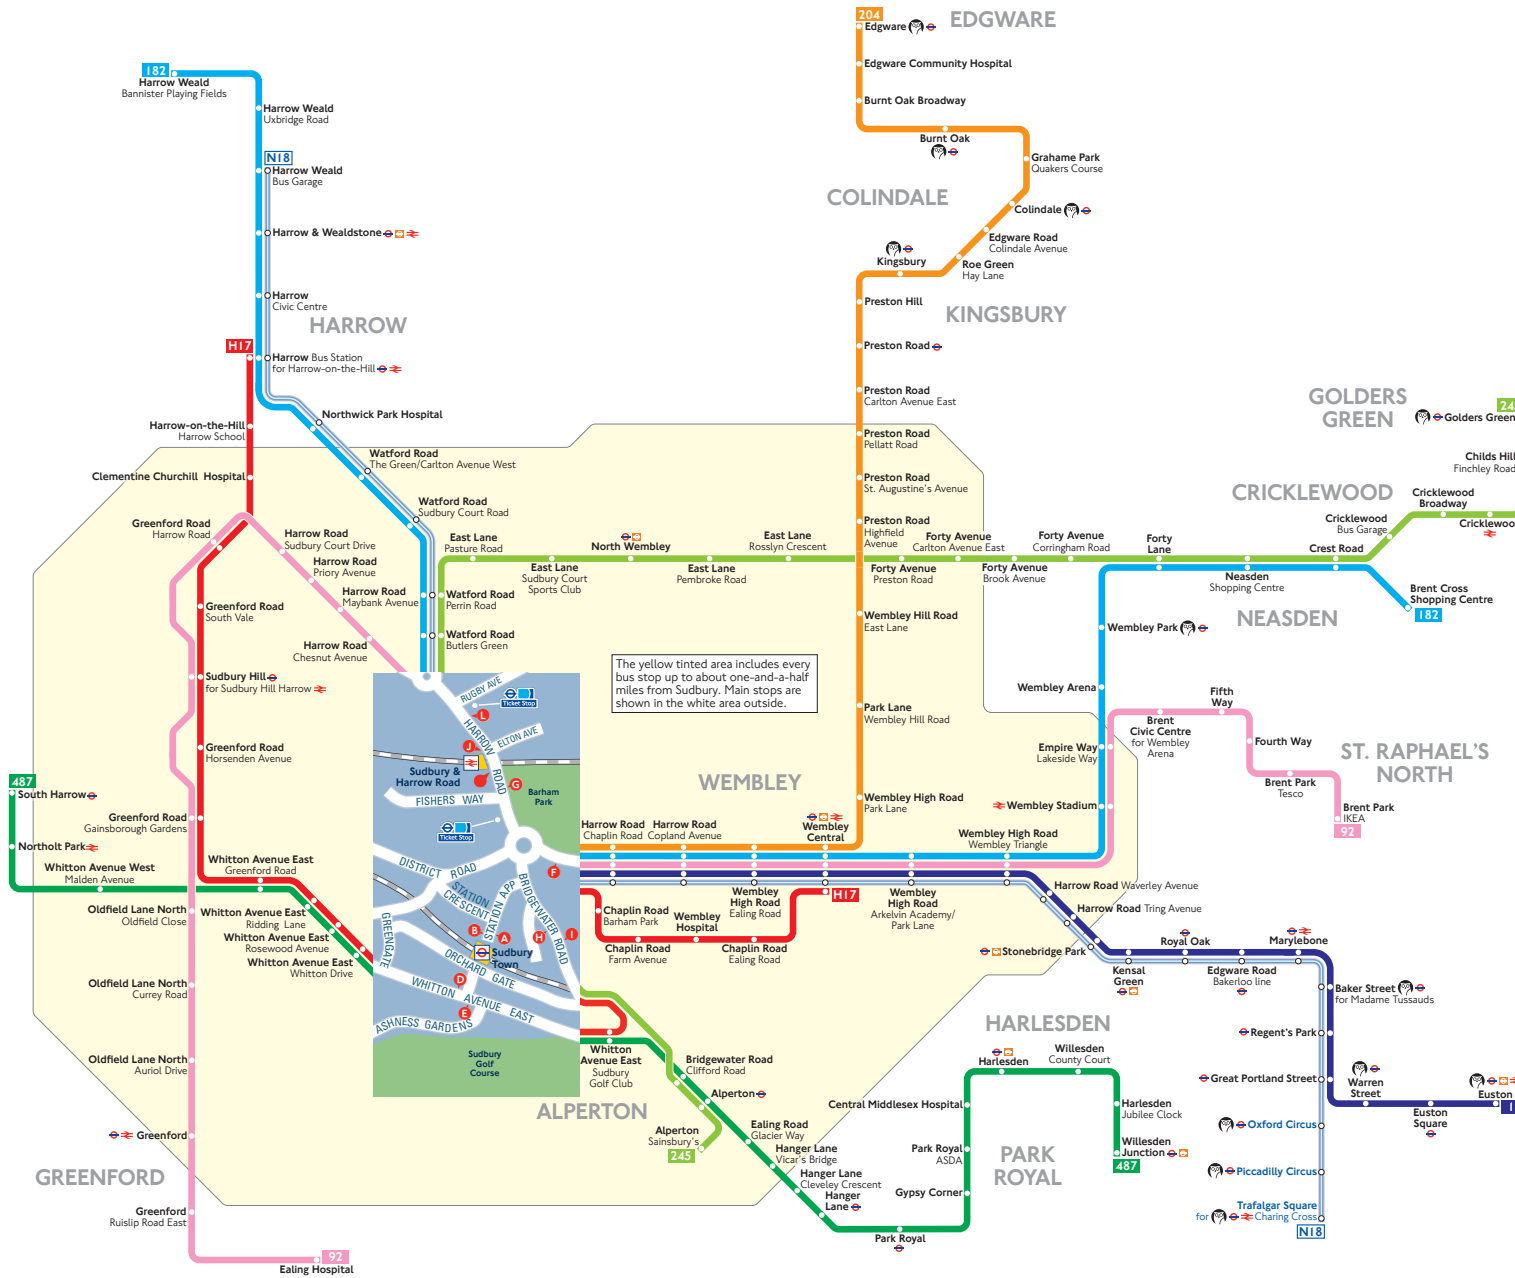 204
EDGWARE
Edgware
Edgware Community Hospital
Burnt Oak Broadway
Burnt Oak
Grahame Park
Quakers Course
COLINDALE
Colindale
Edgware Road
Colindale Avenue
Roe Green
Hay Lane
Kingsbury
KINGSBURY
Preston Hill
Preston Road
Preston Road
Carlton Avenue East
Preston Road
Pellatt Road
Preston Road
St. Augustine's Avenue
Preston Road
Highfield
Avenue
Wembley Hill Road
East Lane
Park Lane
Wembley Hill Road
Wembley High Road
Park Lane
182
Harrow Weald
Bannister Playing Fields
Harrow Weald
Uxbridge Road
N18
Harrow Weald
Bus Garage
Harrow & Wealdstone
Harrow
Civic Centre
HARROW
H17
Harrow Bus Station
for Harrow-on-the-Hill
Northwick Park Hospital
Harrow-on-the-Hill
Harrow School
Watford Road
The Green/Carlton Avenue West
Clementine Churchill Hospital
Watford Road
Sudbury Court Road
Greenford Road
Harrow Road
Harrow Road
Sudbury Court Drive
Harrow Road
Priory Avenue
Harrow Road
Maybank Avenue
Harrow Road
Chesnut Avenue
East Lane
Pasture Road
East Lane
Sudbury Court
Sports Club
North Wembley
East Lane
Pembroke Road
East Lane
Rosslyn Crescent
Forty Avenue
Preston Road
Forty Avenue
Carlton Avenue East
Forty Avenue
Brook Avenue
Forty Avenue
Corringham Road
Forty
Lane
Neasden
Shopping Centre
Crest Road
Cricklewood
Bus Garage
CRICKLEWOOD
Cricklewood
Broadway
Cricklewoo
GOLDERS
GREEN
24
Golders Green
Childs Hill
Finchley Road
Brent Cross
Shopping Centre
182
NEASDEN
Watford Road
Perrin Road
Watford Road
Butlers Green
Wembley Park
Wembley Arena
Empire Way
Lakeside Way
Wembley Stadium
Brent
Civic Centre
for Wembley
Arena
Fifth
Way
Fourth Way
Brent Park
Tesco
Brent Park
IKEA
92
ST. RAPHAEL'S
NORTH
The yellow tinted area includes every
bus stop up to about one-and-a-half
miles from Sudbury. Main stops are
shown in the white area outside.
Greenford Road
South Vale
Sudbury Hill
for Sudbury Hill Harrow
Greenford Road
Horsenden Avenue
Greenford Road
Gainsborough Gardens
487
South Harrow
Northolt Park
Whitton Avenue West
Malden Avenue
Whitton Avenue East
Greenford Road
Whitton Avenue East
Ridding Lane
Whitton Avenue East
Rosewood Avenue
Whitton Avenue East
Whitton Drive
Oldfield Lane North
Oldfield Close
Oldfield Lane North
Currey Road
Oldfield Lane North
Auriol Drive
Greenford
GREENFORD
Greenford
Ruislip Road East
92
Ealing Hospital
RUGBY AVE
Ticket Stop
L
HARROW
ROAD
ELTON AVE
J
Sudbury &
Harrow Road
G
Barham
Park
FISHERS WAY
Ticket Stop
DISTRICT ROAD
F
STATION
CRESCENT
STATION APP
BRIDGEWATER ROAD
GREENGATE
B
A
H
I
Sudbury
Town
ORCHARD GATE
D
WHITTON AVENUE EAST
E
ASHNESS GARDENS
Sudbury
Golf
Course
WEMBLEY
Harrow Road
Chaplin Road
Harrow Road
Copland Avenue
Wembley
Central
Wembley High Road
Wembley Triangle
Wembley
High Road
Ealing Road
H17
Wembley
High Road
Arkelvin Academy/
Park Lane
Chaplin Road
Barham Park
Chaplin Road
Farm Avenue
Wembley
Hospital
Chaplin Road
Ealing Road
Harrow Road Waverley Avenue
Harrow Road Tring Avenue
Stonebridge Park
Kensal
Green
Royal Oak
Edgware Road
Bakerloo line
Marylebone
Baker Street
for Madame Tussauds
Regent's Park
Great Portland Street
Warren
Street
Euston
Square
Euston
1
Oxford Circus
Piccadilly Circus
Trafalgar Square
for Charing Cross
N18
Whitton
Avenue East
Sudbury
Golf Club
ALPERTON
Bridgewater Road
Clifford Road
Alperton
Alperton
Sainsbury's
245
Ealing Road
Glacier Way
Hanger Lane
Vicar's Bridge
Hanger Lane
Cleveley Crescent
Hanger
Lane
Park Royal
Gypsy Corner
Park Royal
ASDA
Central Middlesex Hospital
HARLESDEN
Harlesden
Willesden
County Court
Harlesden
Jubilee Clock
Willesden
Junction
487
PARK
ROYAL